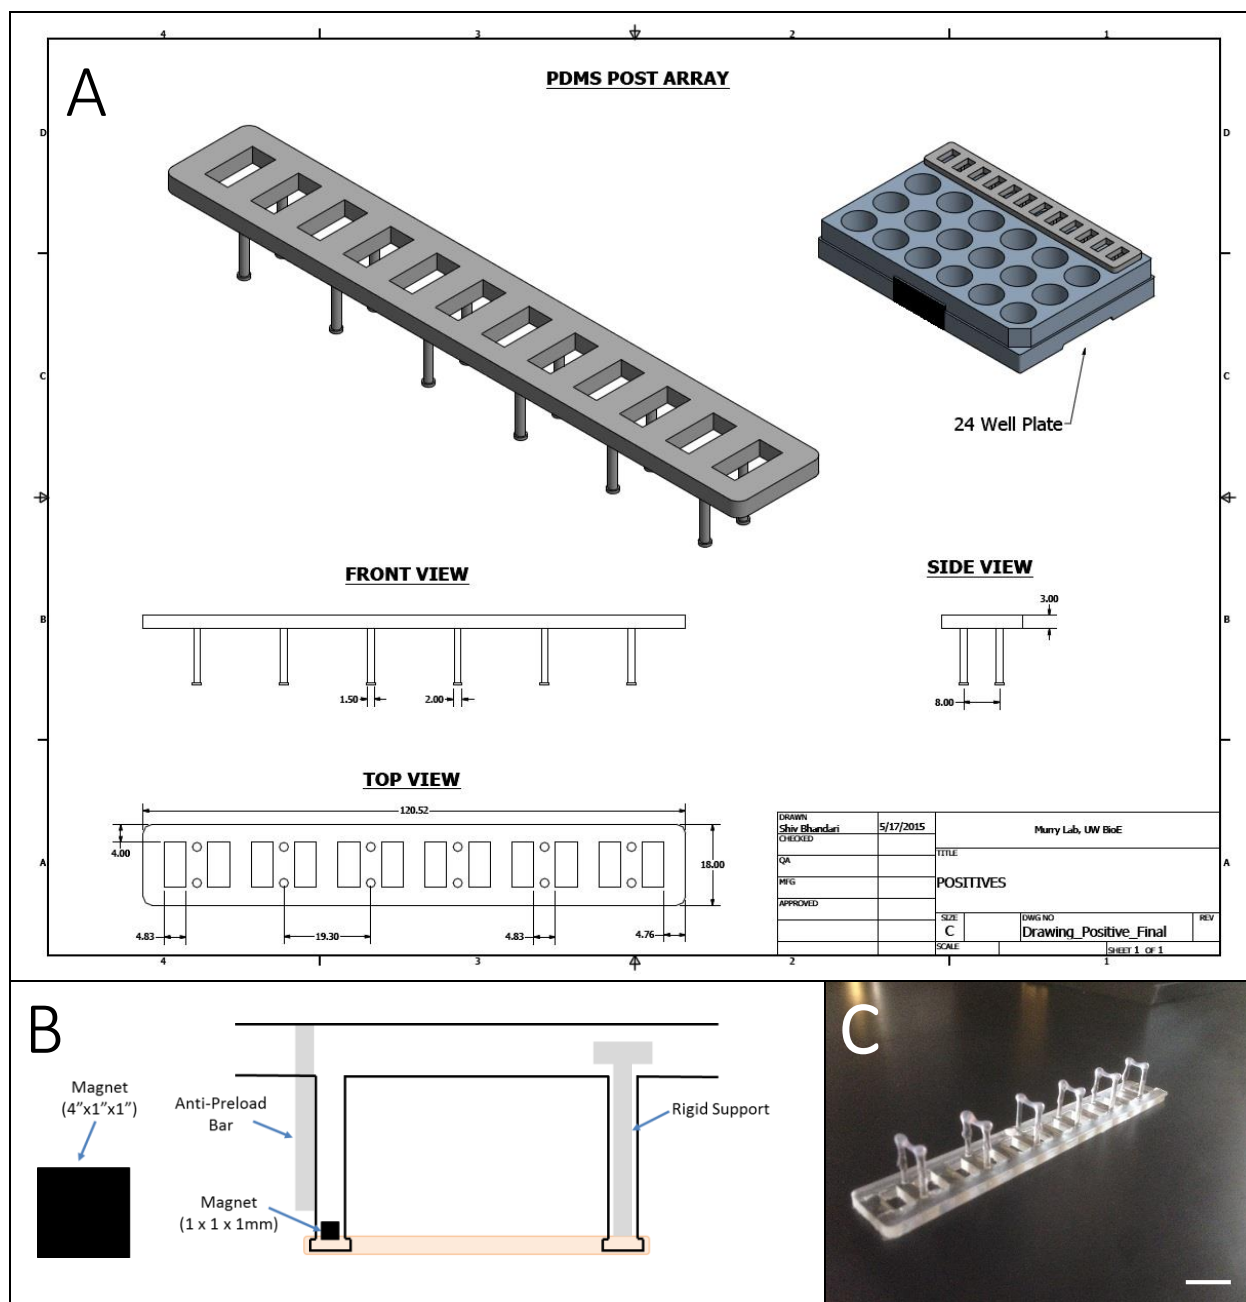 4
3
2
1
A
PDMS POST ARRAY
D
D
C
C
24 Well Plate
FRONT VIEW
SIDE VIEW
3.00
B
B
1.50
2.00
8.00
TOP VIEW
120.52
4.00
18.00
A
A
4.83
19.30
4.83
4.76
DRAWN
Shiv Bhandari
5/17/2015
Murry Lab, UW BioE
CHECKED
TITLE
QA
MFG
POSITIVES
APPROVED
SIZE
C
DWG NO
Drawing_Positive_Final
REV
SCALE
SHEET 1 OF 1
4
3
2
1
B
Magnet
(4”x1”x1”)
Anti-Preload
Bar
Rigid Support
Magnet
(1 x 1 x 1mm)
C